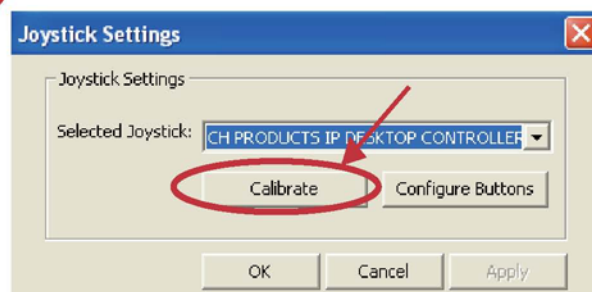 Joystick Settings
Joystick Settings
Selected Joystick: CH PRODUCTS IP DESKTOP CONTROLLER
Calibrate Configure Buttons
OK Cancel Apply